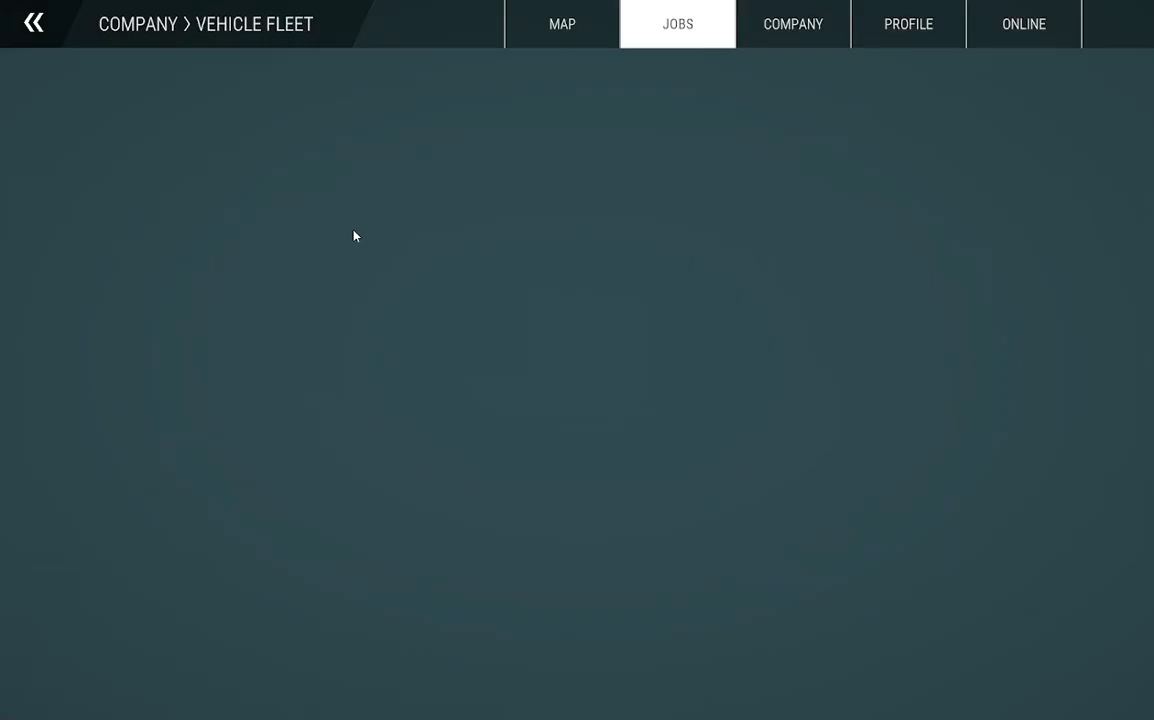 COMPANY > VEHICLE FLEET
MAP
JOBS
COMPANY
PROFILE
ONLINE